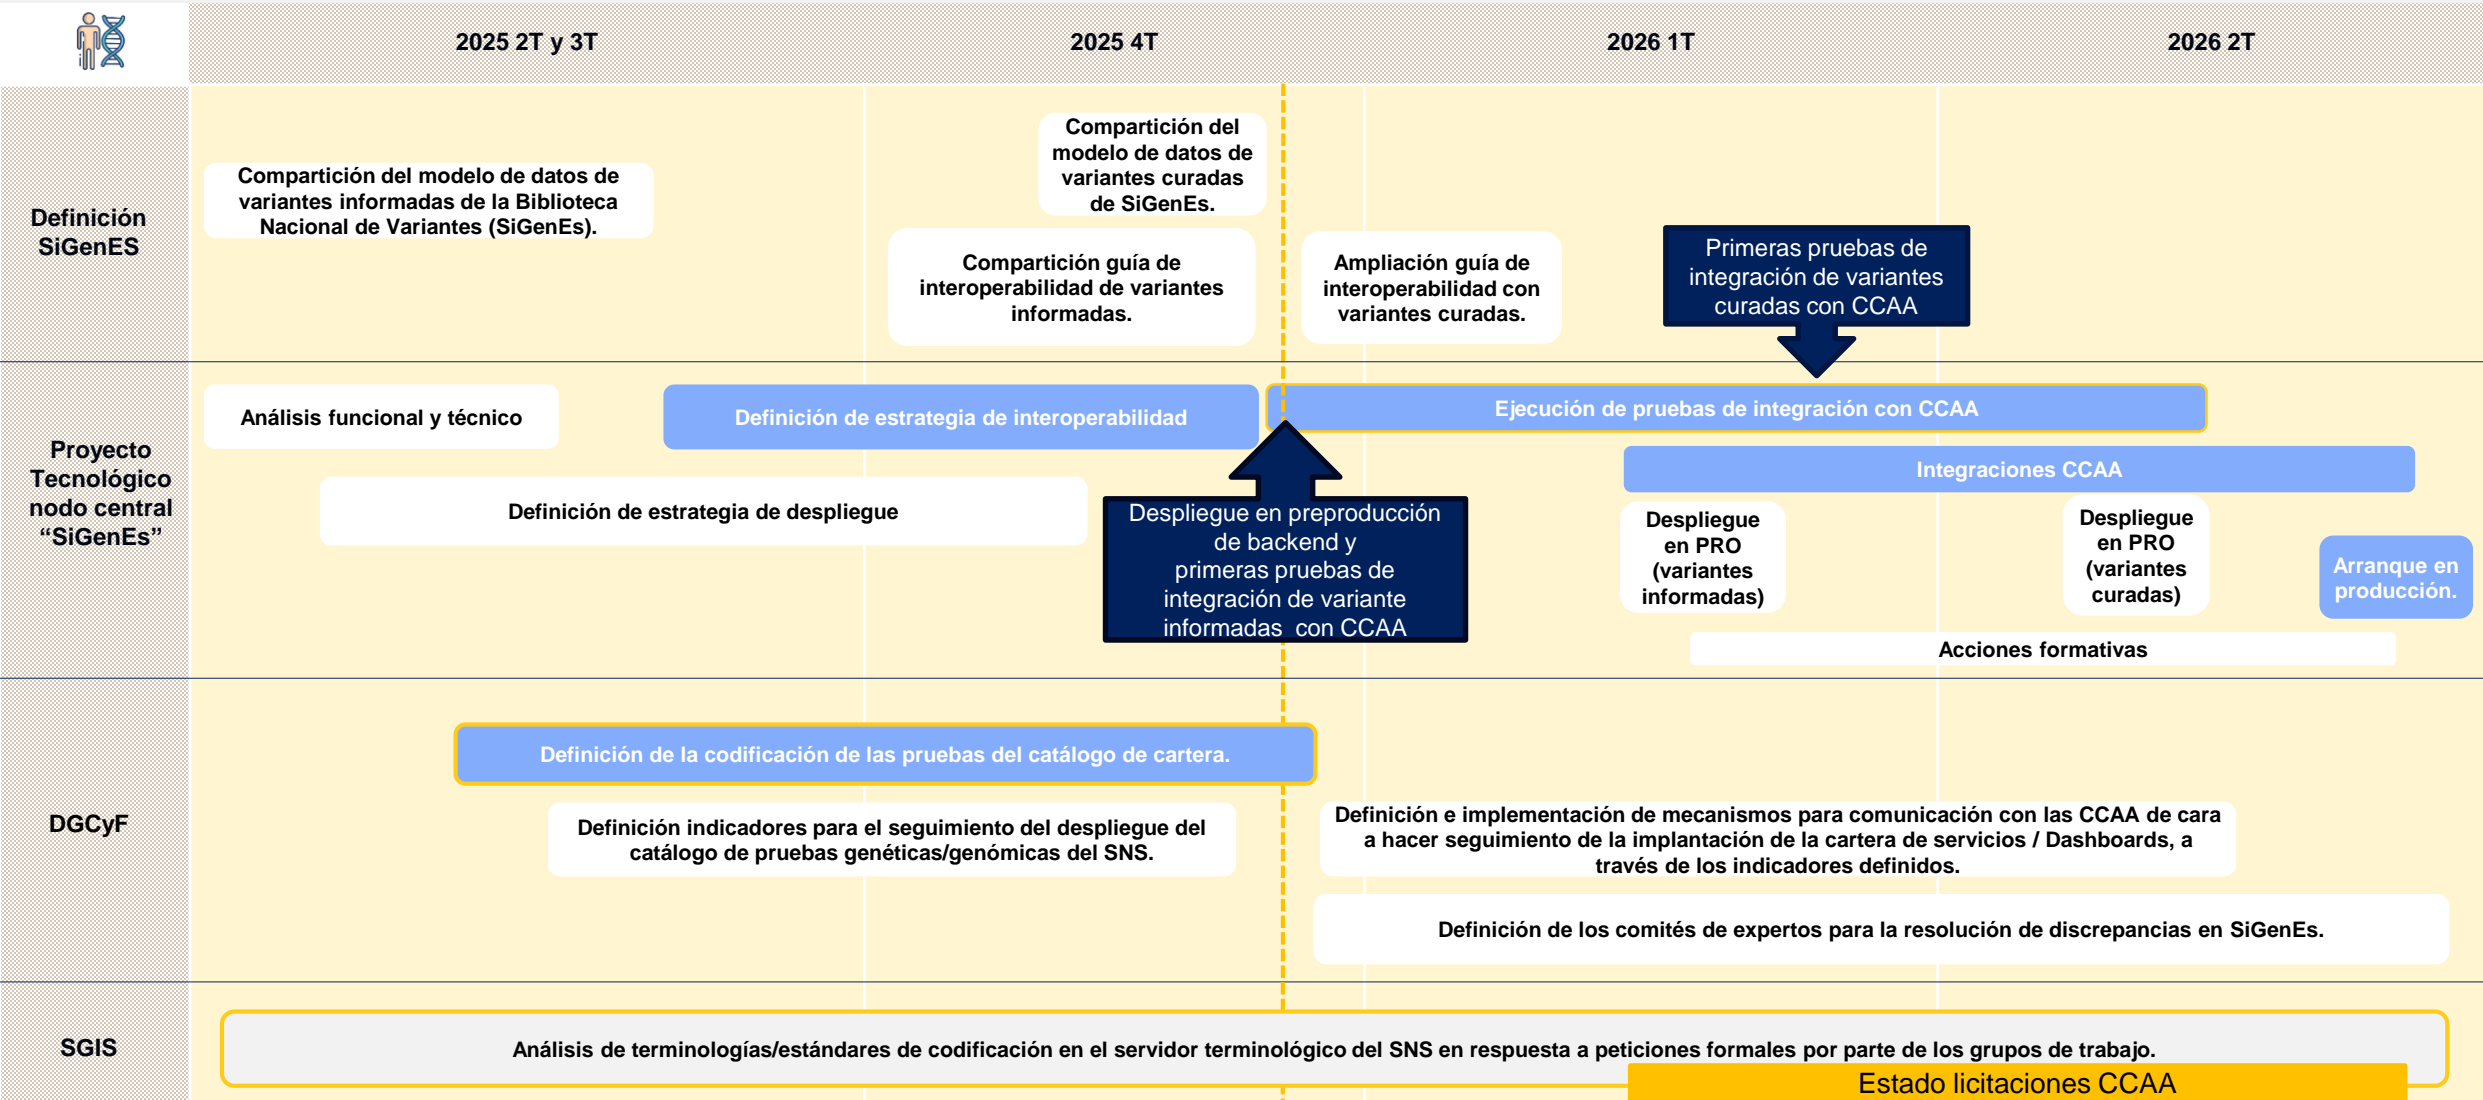 2025 2T y 3T
2025 4T
2026 1T
2026 2T
Definición
SiGenES
Compartición del modelo de datos de
variantes informadas de la Biblioteca
Nacional de Variantes (SiGenEs).
Compartición del
modelo de datos de
variantes curadas
de SiGenEs.
Compartición guía de
interoperabilidad de variantes
informadas.
Ampliación guía de
interoperabilidad con
variantes curadas.
Primeras pruebas de
integración de variantes
curadas con CCAA
Proyecto
Tecnológico
nodo central
“SiGenEs”
Análisis funcional y técnico
Definición de estrategia de interoperabilidad
Ejecución de pruebas de integración con CCAA
Integraciones CCAA
Definición de estrategia de despliegue
Despliegue en preproducción
de backend y
primeras pruebas de
integración de variante
informadas  con CCAA
Despliegue
en PRO
(variantes
informadas)
Despliegue
en PRO
(variantes
curadas)
Arranque en
producción.
Acciones formativas
DGCyF
Definición de la codificación de las pruebas del catálogo de cartera.
Definición indicadores para el seguimiento del despliegue del
catálogo de pruebas genéticas/genómicas del SNS.
Definición e implementación de mecanismos para comunicación con las CCAA de cara
a hacer seguimiento de la implantación de la cartera de servicios / Dashboards, a
través de los indicadores definidos.
Definición de los comités de expertos para la resolución de discrepancias en SiGenEs.
SGIS
Análisis de terminologías/estándares de codificación en el servidor terminológico del SNS en respuesta a peticiones formales por parte de los grupos de trabajo.
Estado licitaciones CCAA